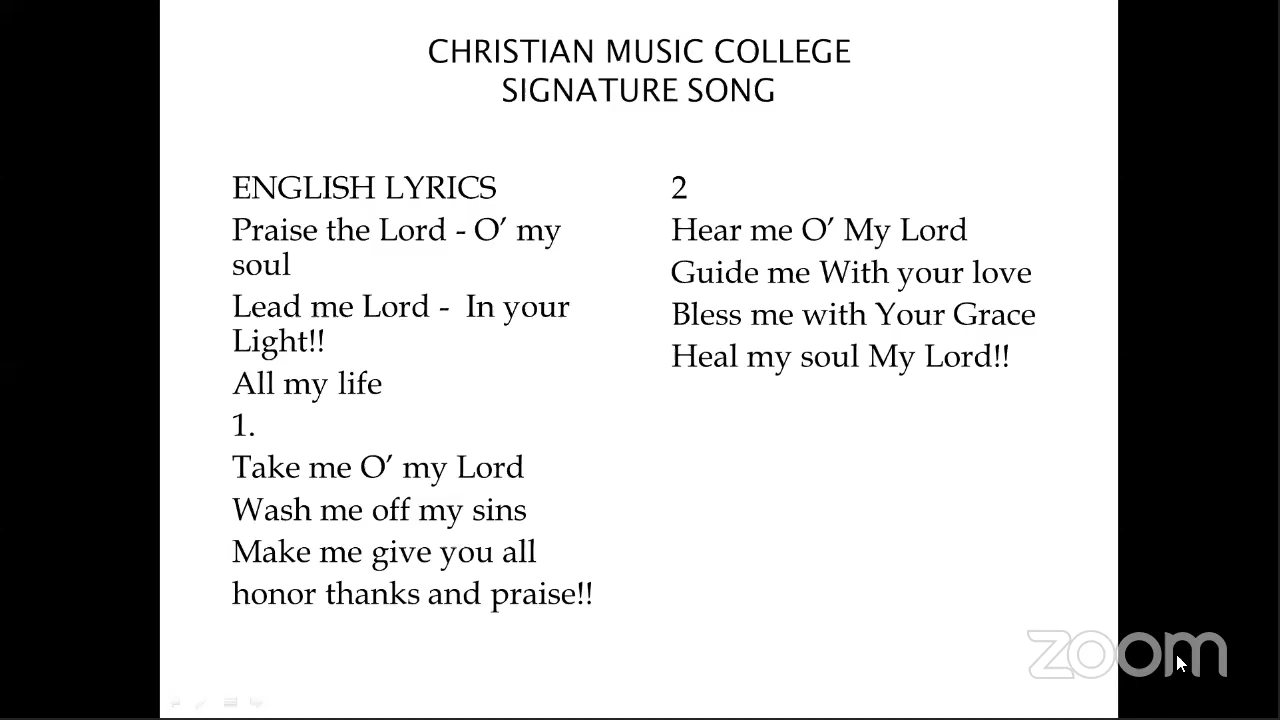 CHRISTIAN MUSIC COLLEGE
SIGNATURE SONG
ENGLISH LYRICS
Praise the Lord - O’ my
soul
Lead me Lord -  In your
Light!!
All my life
1.
Take me O’ my Lord
Wash me off my sins
Make me give you all
honor thanks and praise!!
2
Hear me O’ My Lord
Guide me With your love
Bless me with Your Grace
Heal my soul My Lord!!
zoom